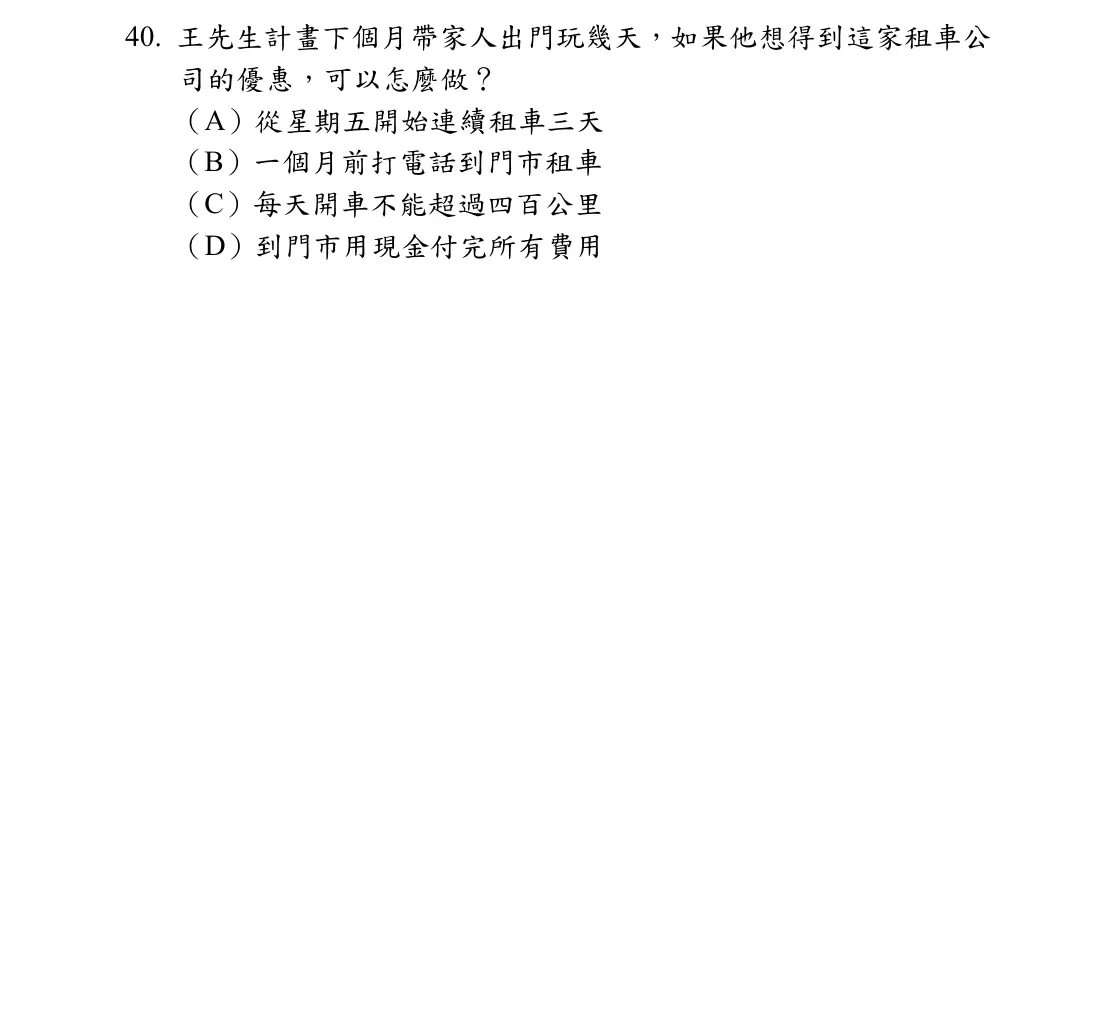 40. 王先生計畫下個月帶家人出門玩幾天，如果他想得到這家租車公
司的優惠，可以怎麼做？
（A）從星期五開始連續租車三天
（B）一個月前打電話到門市租車
（C）每天開車不能超過四百公里
（D）到門市用現金付完所有費用